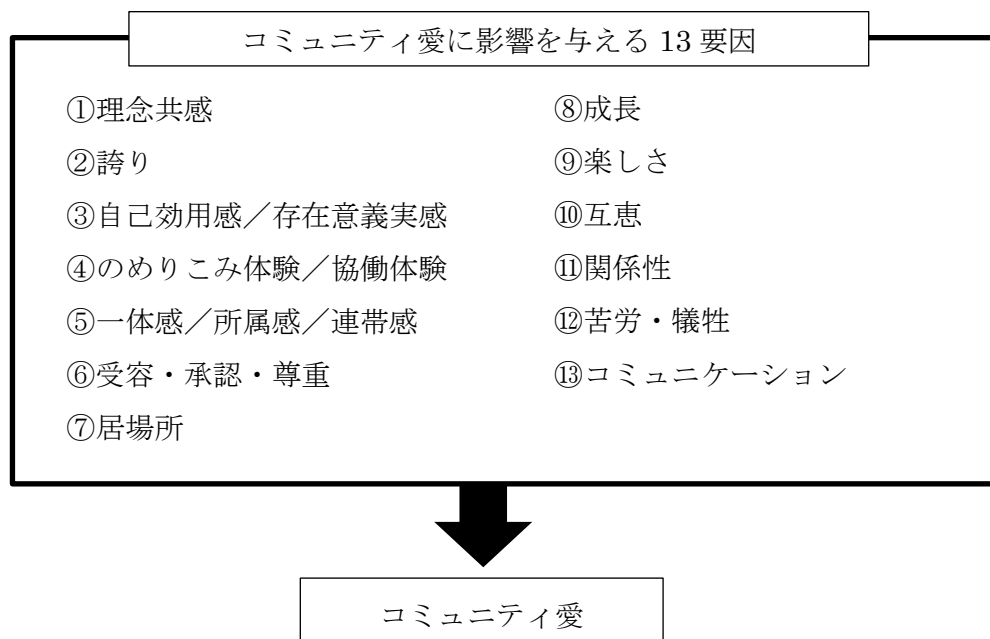 コミュニティ愛に影響を与える 13 要因
①理念共感
②誇り
③自己効用感／存在意義実感
④のめりこみ体験／協働体験
⑤一体感／所属感／連帯感
⑥受容・承認・尊重
⑦居場所
⑧成長
⑨楽しさ
⑩互恵
⑪関係性
⑫苦労・犠牲
⑬コミュニケーション
コミュニティ愛